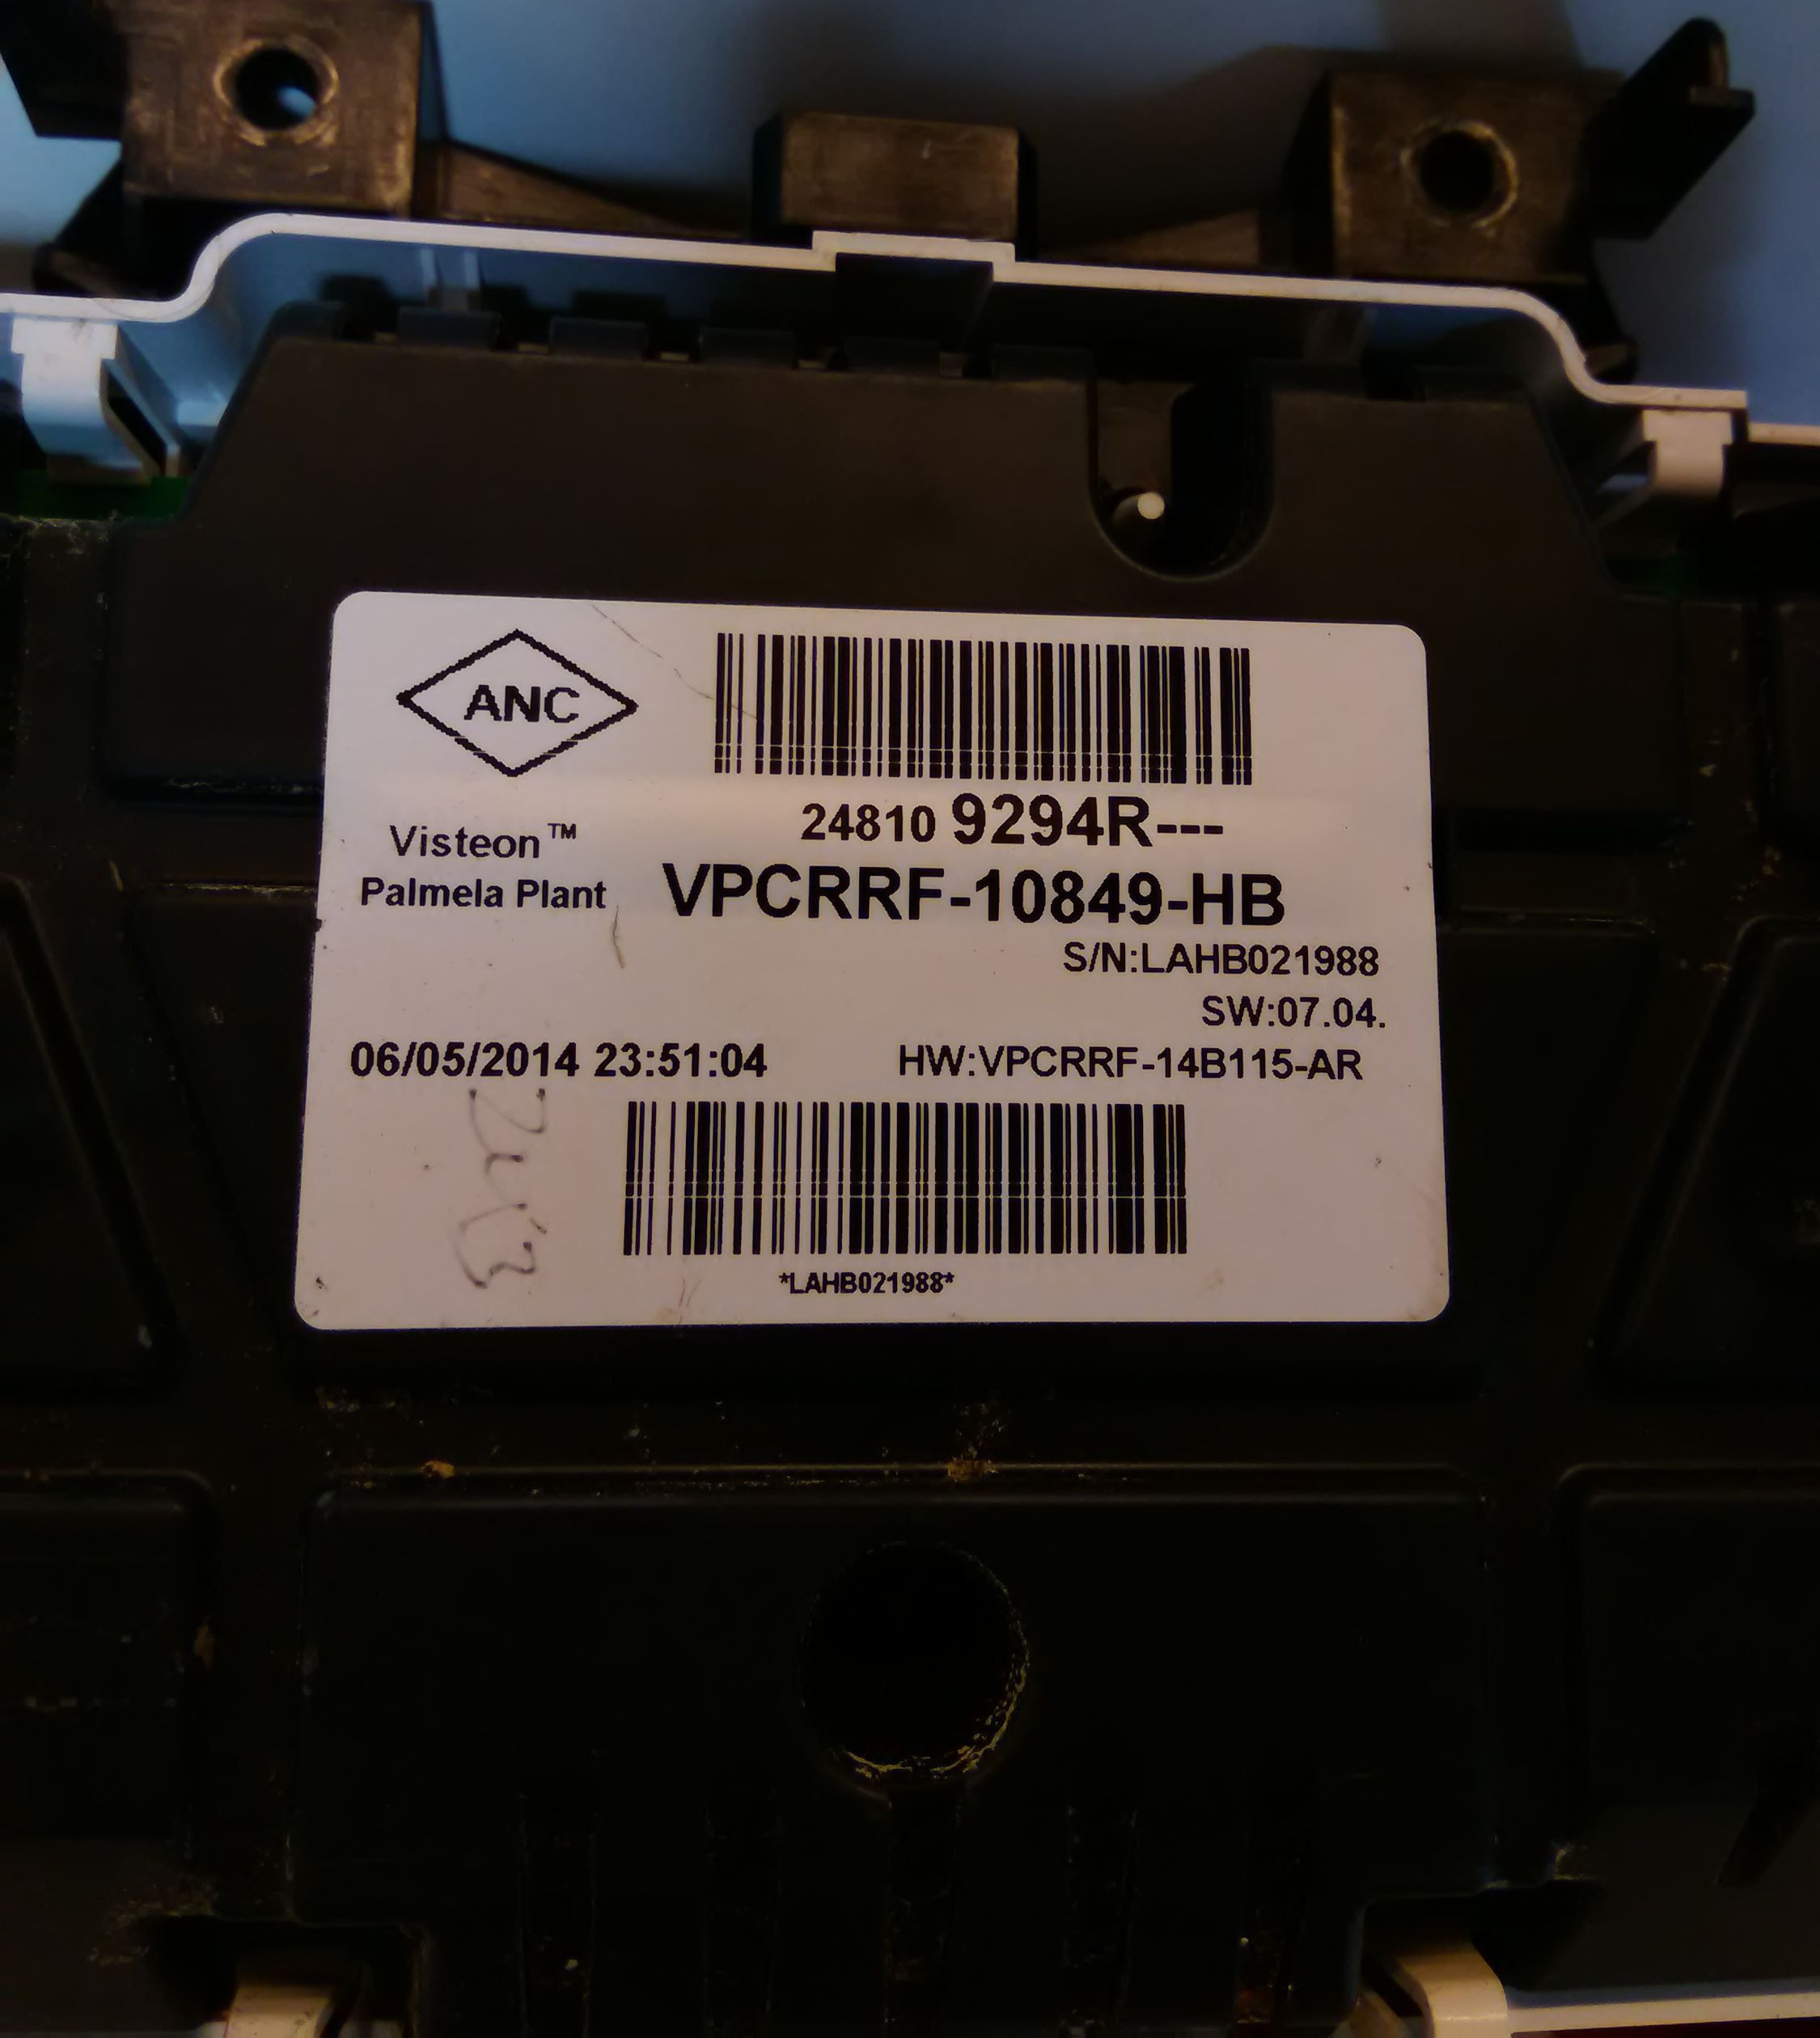 ANC
24810 9294R---
Visteon™
Palmela Plant
VPCRRF-10849-HB
S/N:LAHB021988
SW:07.04.
06/05/2014 23:51:04
HW:VPCRRF-14B115-AR
*LAHB021988*